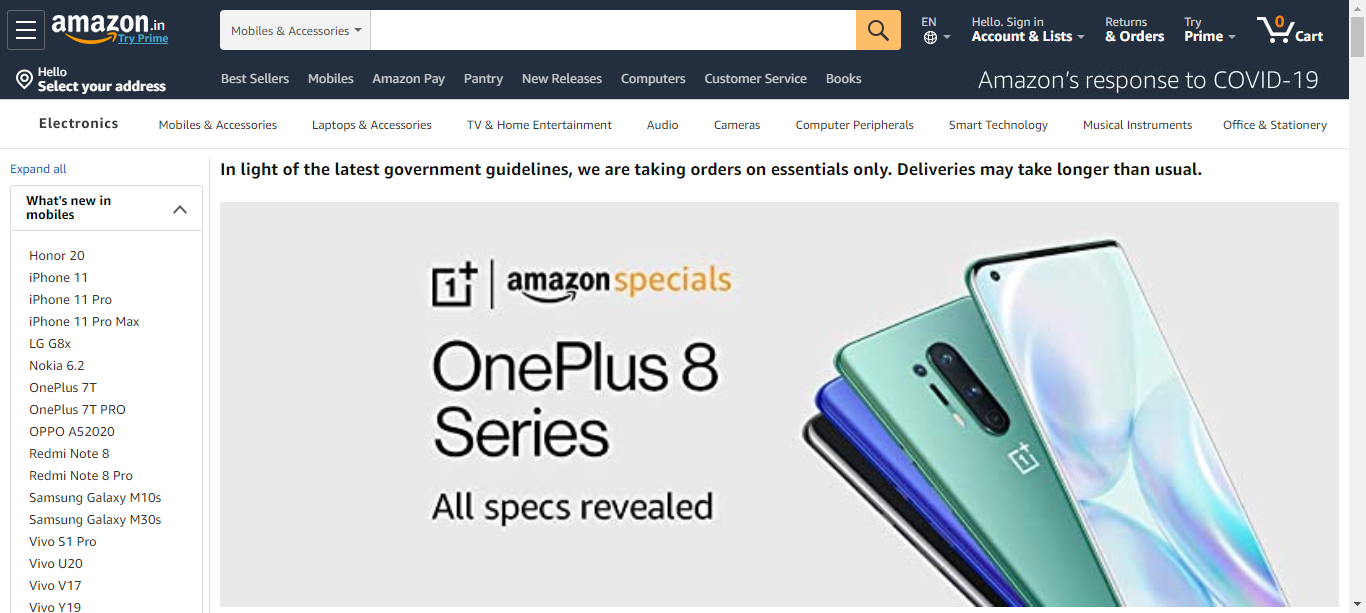 amazon.in
Try Prime
Mobiles & Accessories
EN
Hello. Sign in
Account & Lists
Returns
& Orders
Try
Prime
0
Cart
Hello
Select your address
Best Sellers
Mobiles
Amazon Pay
Pantry
New Releases
Computers
Customer Service
Books
Amazon's response to COVID-19
Electronics
Mobiles & Accessories
Laptops & Accessories
TV & Home Entertainment
Audio
Cameras
Computer Peripherals
Smart Technology
Musical Instruments
Office & Stationery
Expand all
What's new in
mobiles
Honor 20
iPhone 11
iPhone 11 Pro
iPhone 11 Pro Max
LG G8x
Nokia 6.2
OnePlus 7T
OnePlus 7T PRO
OPPO A52020
Redmi Note 8
Redmi Note 8 Pro
Samsung Galaxy M10s
Samsung Galaxy M30s
Vivo S1 Pro
Vivo U20
Vivo V17
Vivo Y19
In light of the latest government guidelines, we are taking orders on essentials only. Deliveries may take longer than usual.
1+ | amazon specials
OnePlus 8
Series
All specs revealed
1+